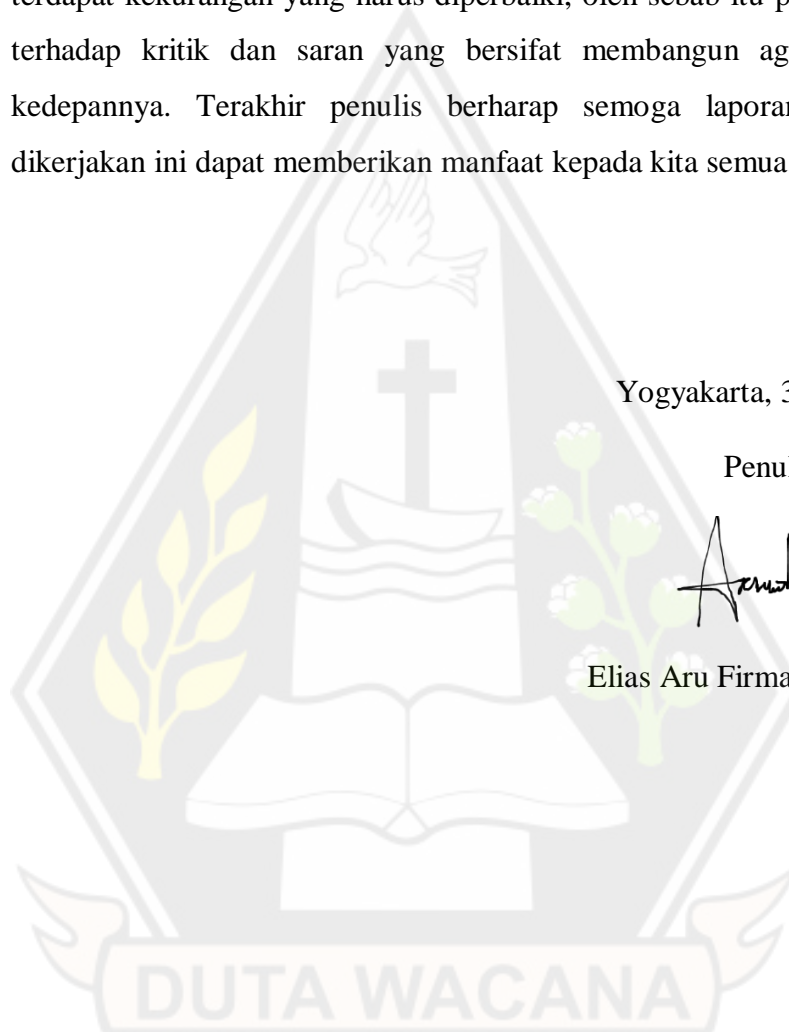 terdapat kekurangan yang harus diperbaiki, oleh sebab itu p
terhadap kritik dan saran yang bersifat membangun ag
kedepannya. Terakhir penulis berharap semoga lapora
dikerjakan ini dapat memberikan manfaat kepada kita semua
Yogyakarta, 3
Penul
Elias Aru Firma
DUTA WACANA